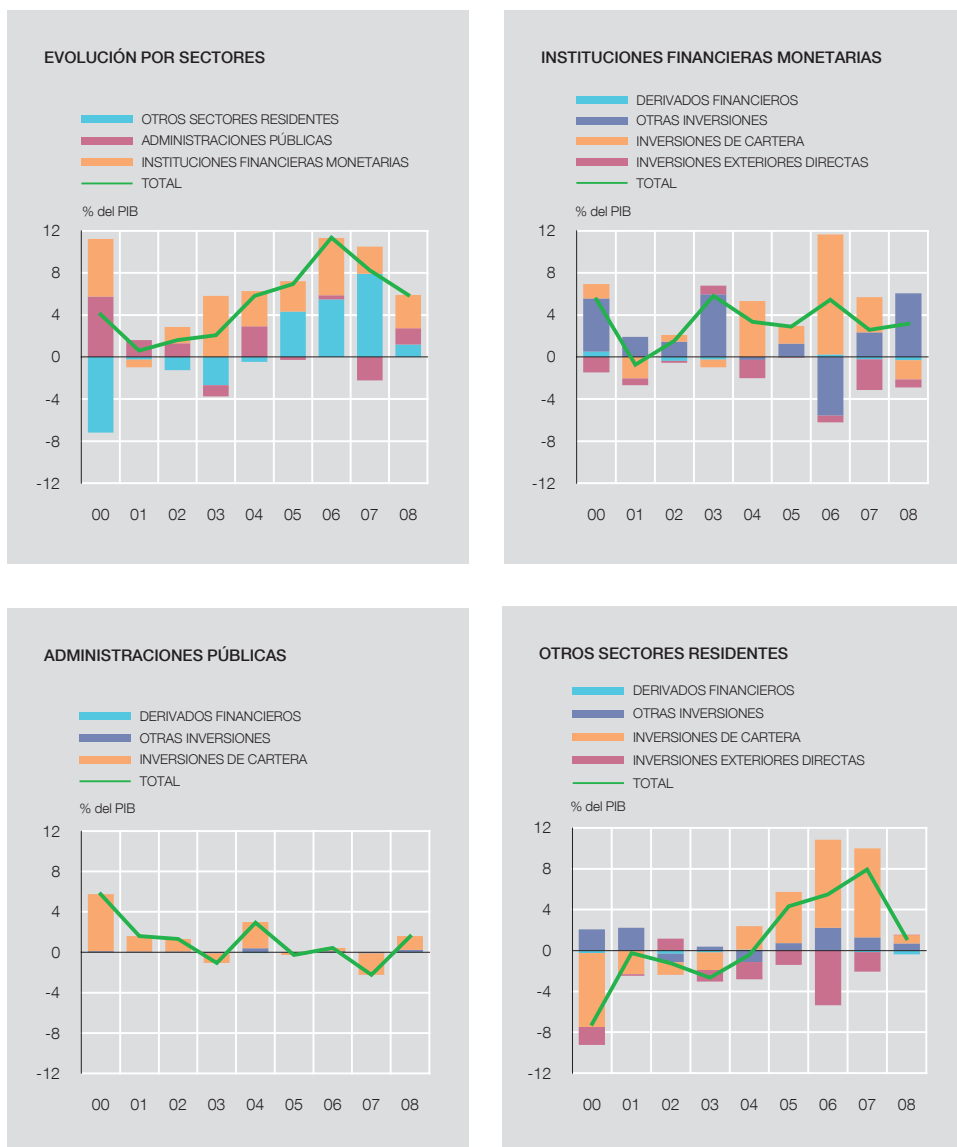 EVOLUCIÓN POR SECTORES
OTROS SECTORES RESIDENTES
ADMINISTRACIONES PÚBLICAS
INSTITUCIONES FINANCIERAS MONETARIAS
TOTAL
% del PIB
12
8
4
0
-4
-8
-12
00 01 02 03 04 05 06 07 08
INSTITUCIONES FINANCIERAS MONETARIAS
DERIVADOS FINANCIEROS
OTRAS INVERSIONES
INVERSIONES DE CARTERA
INVERSIONES EXTERIORES DIRECTAS
TOTAL
% del PIB
12
8
4
0
-4
-8
-12
00 01 02 03 04 05 06 07 08
ADMINISTRACIONES PÚBLICAS
DERIVADOS FINANCIEROS
OTRAS INVERSIONES
INVERSIONES DE CARTERA
TOTAL
% del PIB
12
8
4
0
-4
-8
-12
00 01 02 03 04 05 06 07 08
OTROS SECTORES RESIDENTES
DERIVADOS FINANCIEROS
OTRAS INVERSIONES
INVERSIONES DE CARTERA
INVERSIONES EXTERIORES DIRECTAS
TOTAL
% del PIB
12
8
4
0
-4
-8
-12
00 01 02 03 04 05 06 07 08